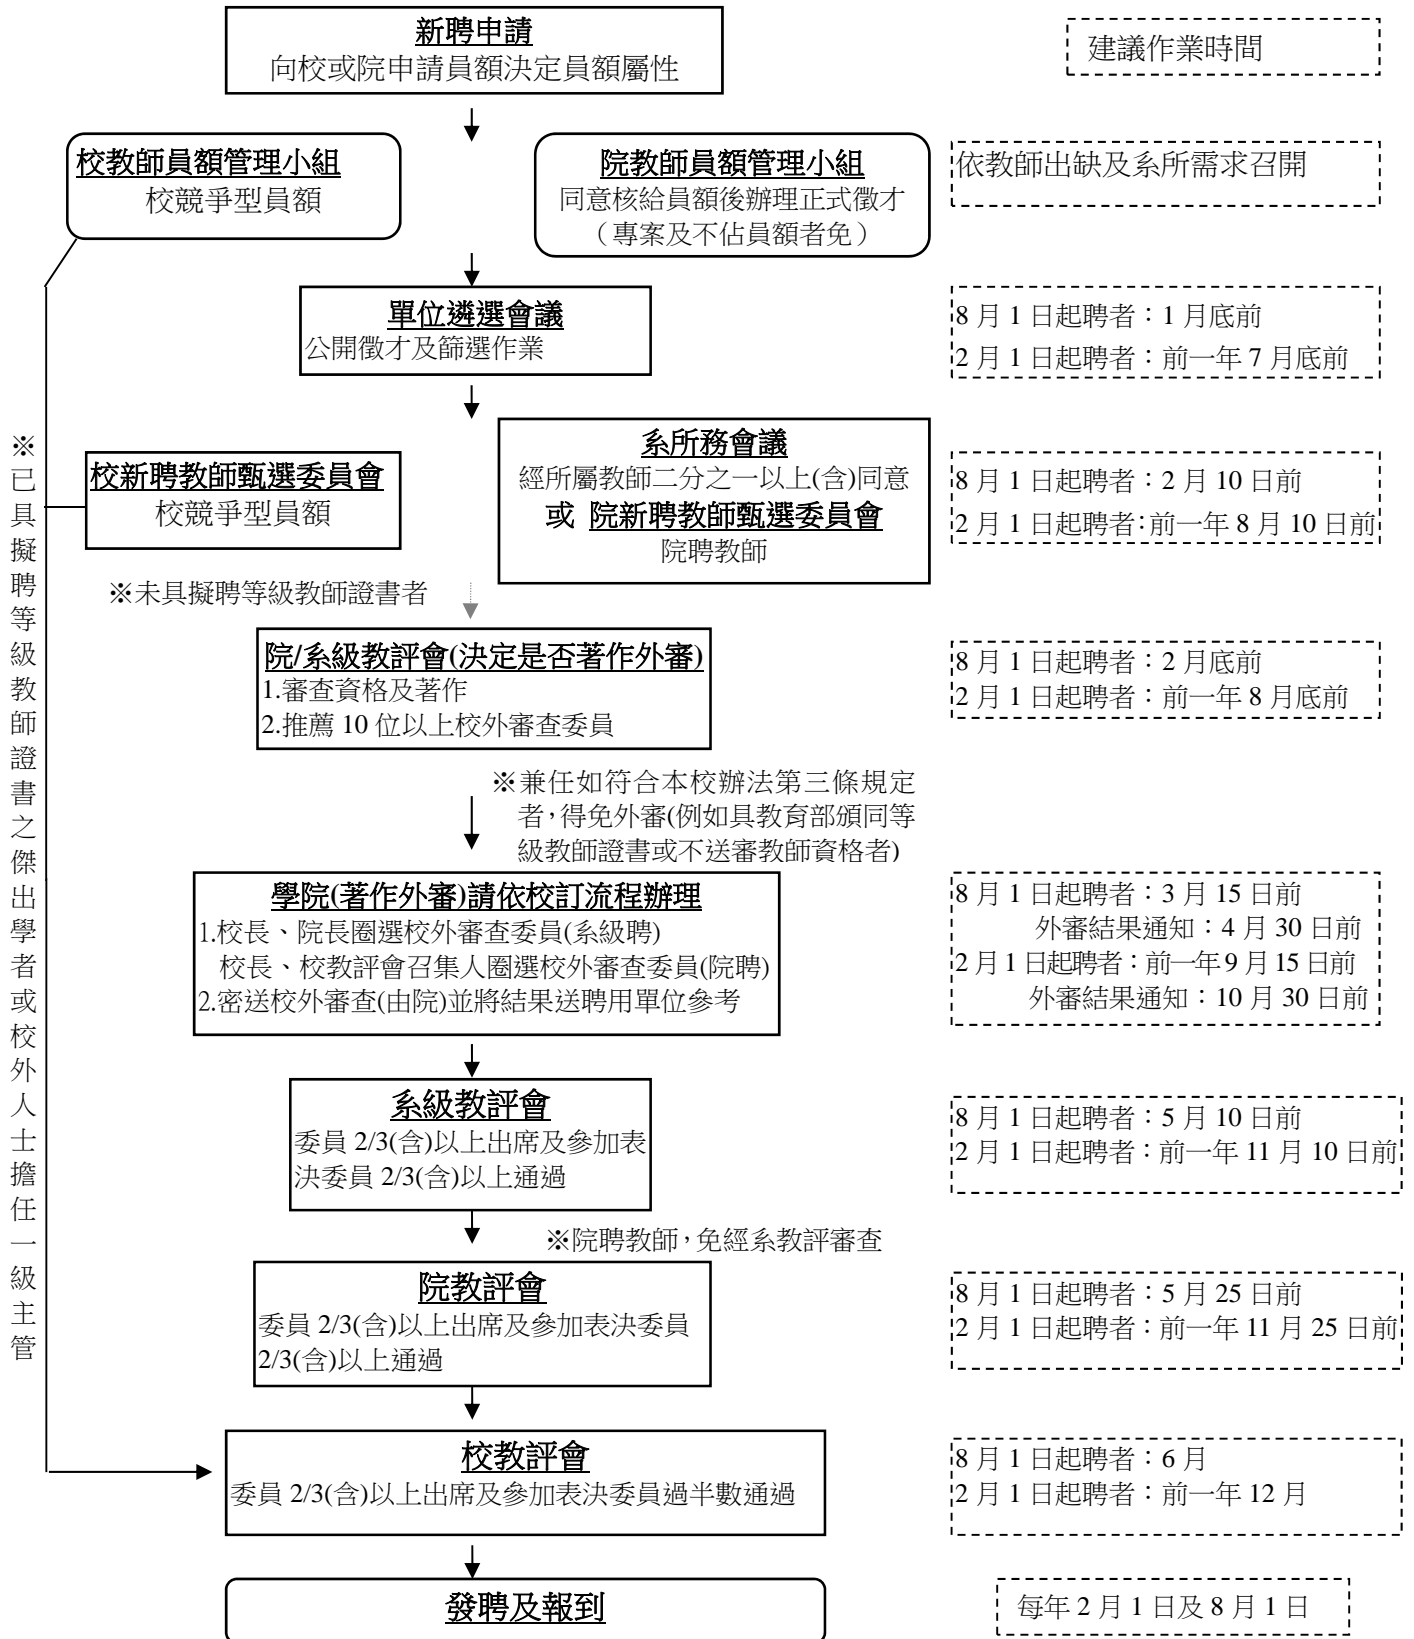 新聘申請
向校或院申請員額決定員額屬性
建議作業時間
校教師員額管理小組
校競爭型員額
院教師員額管理小組
同意核給員額後辦理正式徵才
（專案及不佔員額者免）
依教師出缺及系所需求召開
單位遴選會議
公開徵才及篩選作業
8 月 1 日起聘者：1 月底前
2 月 1 日起聘者：前一年 7 月底前
※已具擬聘等級教師證書之傑出學者或校外人士擔任一級主管
校新聘教師甄選委員會
校競爭型員額
系所務會議
經所屬教師二分之一以上(含)同意
或 院新聘教師甄選委員會
院聘教師
8 月 1 日起聘者：2 月 10 日前
2 月 1 日起聘者：前一年 8 月 10 日前
※未具擬聘等級教師證書者
院/系級教評會(決定是否著作外審)
1.審查資格及著作
2.推薦 10 位以上校外審查委員
8 月 1 日起聘者：2 月底前
2 月 1 日起聘者：前一年 8 月底前
※兼任如符合本校辦法第三條規定
者，得免外審(例如具教育部頒同等
級教師證書或不送審教師資格者)
學院(著作外審)請依校訂流程辦理
1.校長、院長圈選校外審查委員(系級聘)
校長、校教評會召集人圈選校外審查委員(院聘)
2.密送校外審查(由院)並將結果送聘用單位參考
8 月 1 日起聘者：3 月 15 日前
外審結果通知：4 月 30 日前
2 月 1 日起聘者：前一年 9 月 15 日前
外審結果通知：10 月 30 日前
系級教評會
委員 2/3(含)以上出席及參加表
決委員 2/3(含)以上通過
8 月 1 日起聘者：5 月 10 日前
2 月 1 日起聘者：前一年 11 月 10 日前
※院聘教師，免經系教評審查
院教評會
委員 2/3(含)以上出席及參加表決委員
2/3(含)以上通過
8 月 1 日起聘者：5 月 25 日前
2 月 1 日起聘者：前一年 11 月 25 日前
校教評會
委員 2/3(含)以上出席及參加表決委員過半數通過
8 月 1 日起聘者：6 月
2 月 1 日起聘者：前一年 12 月
發聘及報到
每年 2 月 1 日及 8 月 1 日